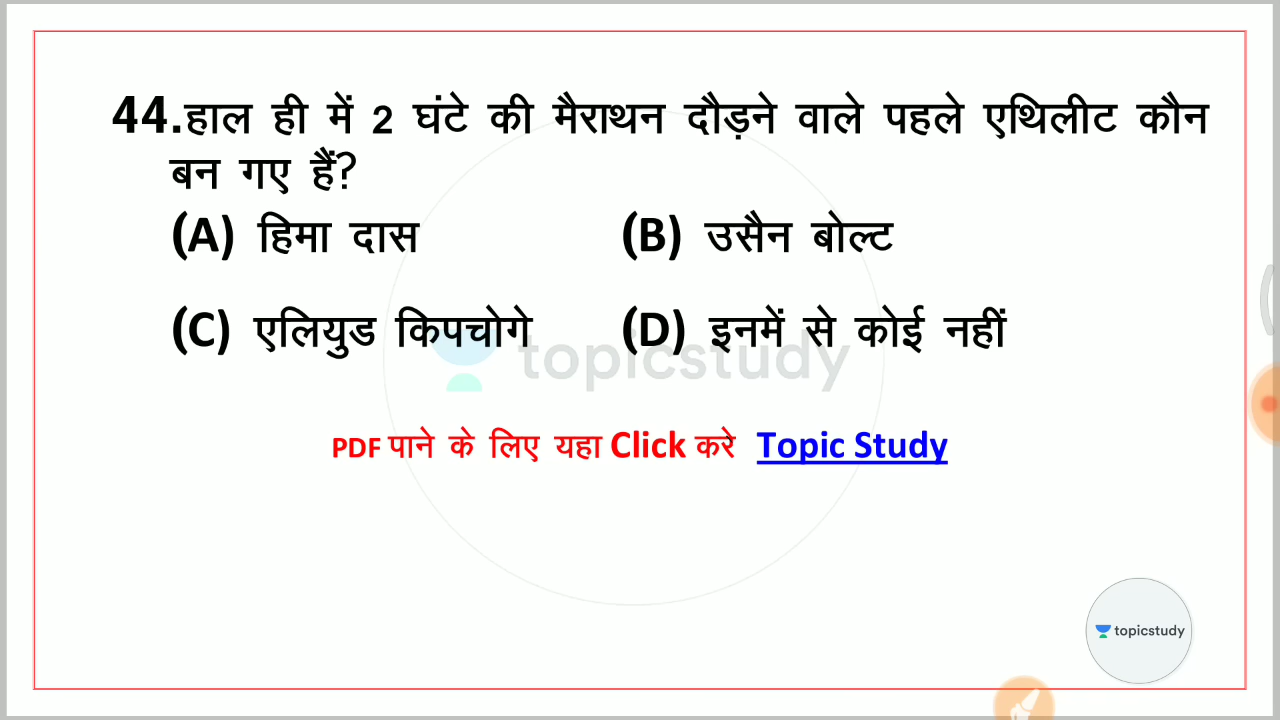 44.हाल ही में 2 घंटे की मैराथन दौड़ने वाले पहले एथिलीट कौन
बन गए हैं?
(A) हिमा दास (B) उसैन बोल्ट
(C) एलियुड किपचोगे (D) इनमें से कोई नहीं
topicstudy
PDF पाने के लिए यहा Click करे Topic Study
topicstudy